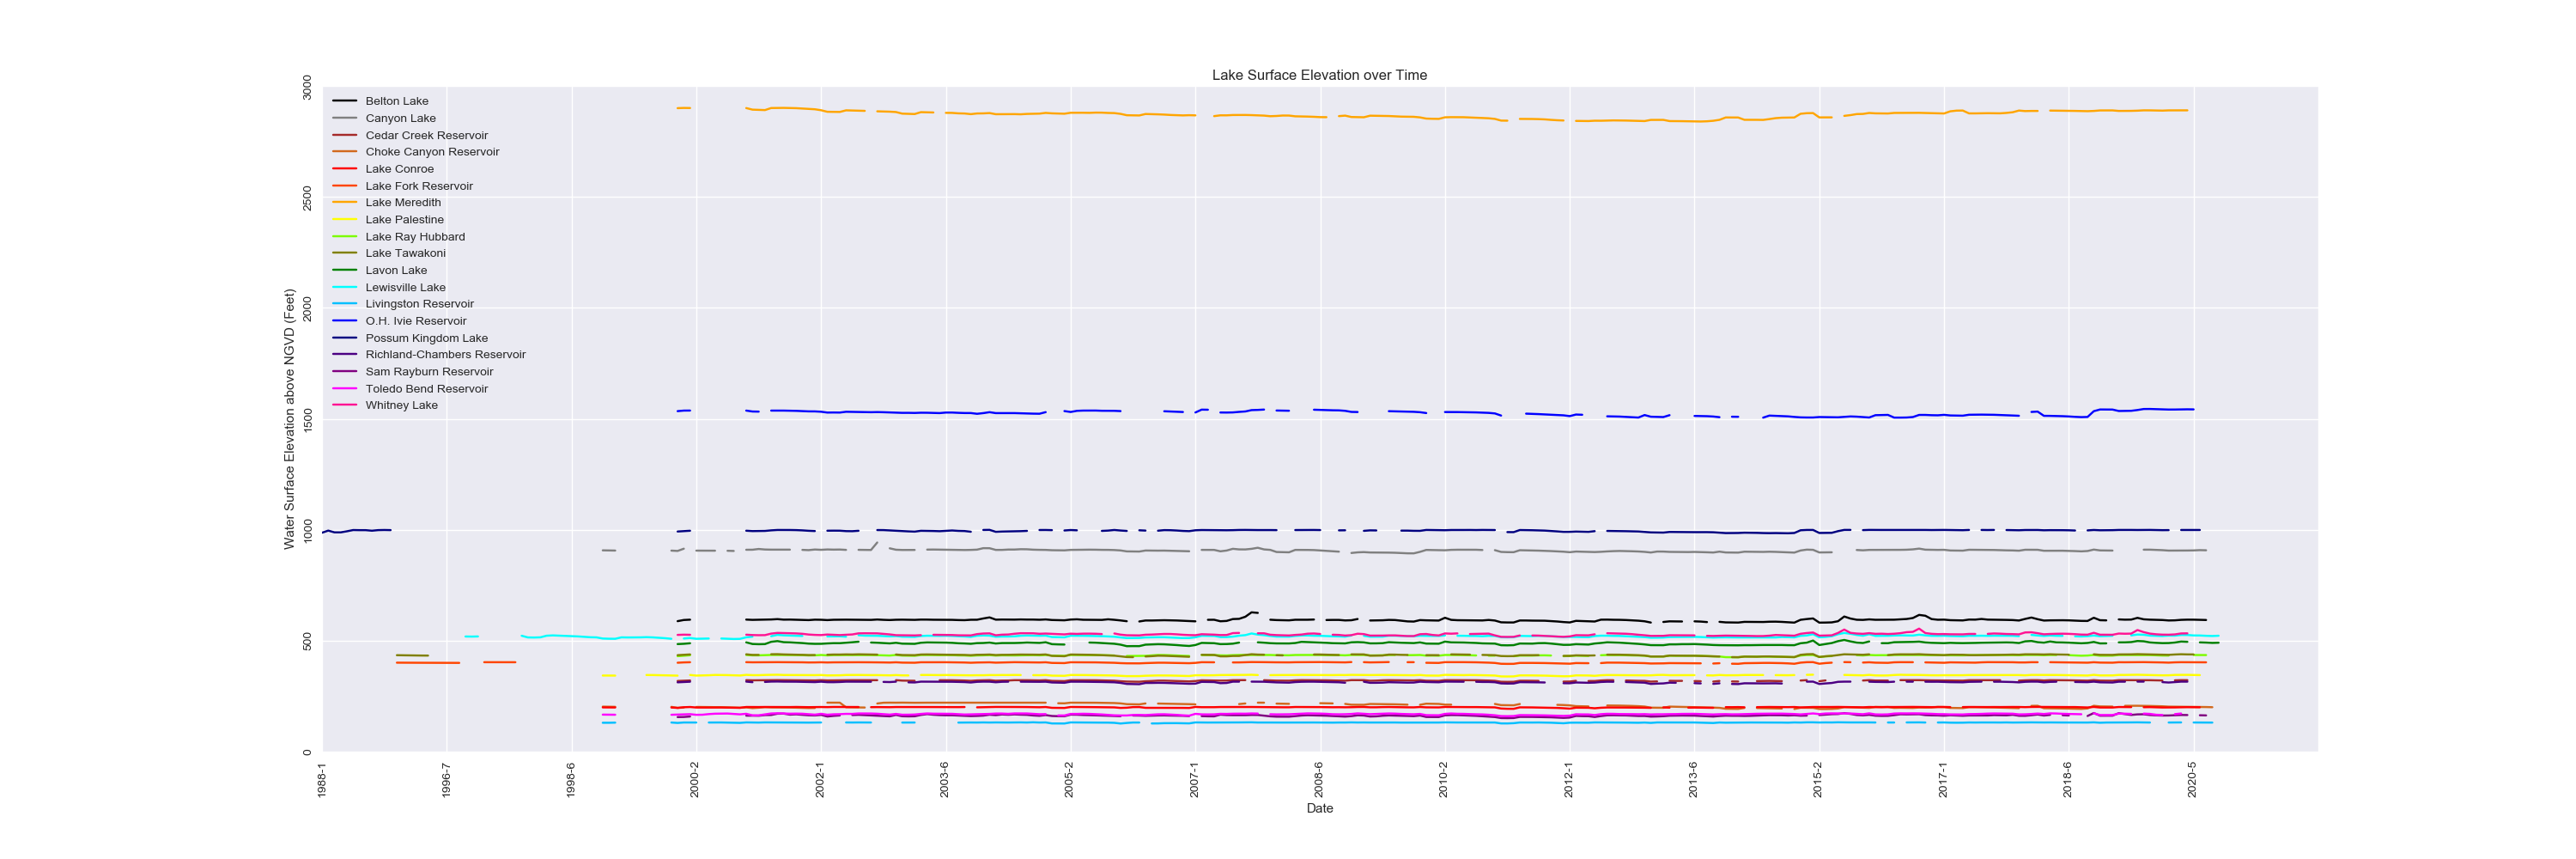 Lake Surface Elevation over Time
Water Surface Elevation above NGVD (Feet)
3000
2500
2000
1500
1000
500
0
Belton Lake
Canyon Lake
Cedar Creek Reservoir
Choke Canyon Reservoir
Lake Conroe
Lake Fork Reservoir
Lake Meredith
Lake Palestine
Lake Ray Hubbard
Lake Tawakoni
Lavon Lake
Lewisville Lake
Livingston Reservoir
O.H. Ivie Reservoir
Possum Kingdom Lake
Richland-Chambers Reservoir
Sam Rayburn Reservoir
Toledo Bend Reservoir
Whitney Lake
1988-1
1996-7
1998-6
2000-2
2002-1
2003-6
2005-2
2007-1
2008-6
2010-2
2012-1
2013-6
2015-2
2017-1
2018-6
2020-5
Date